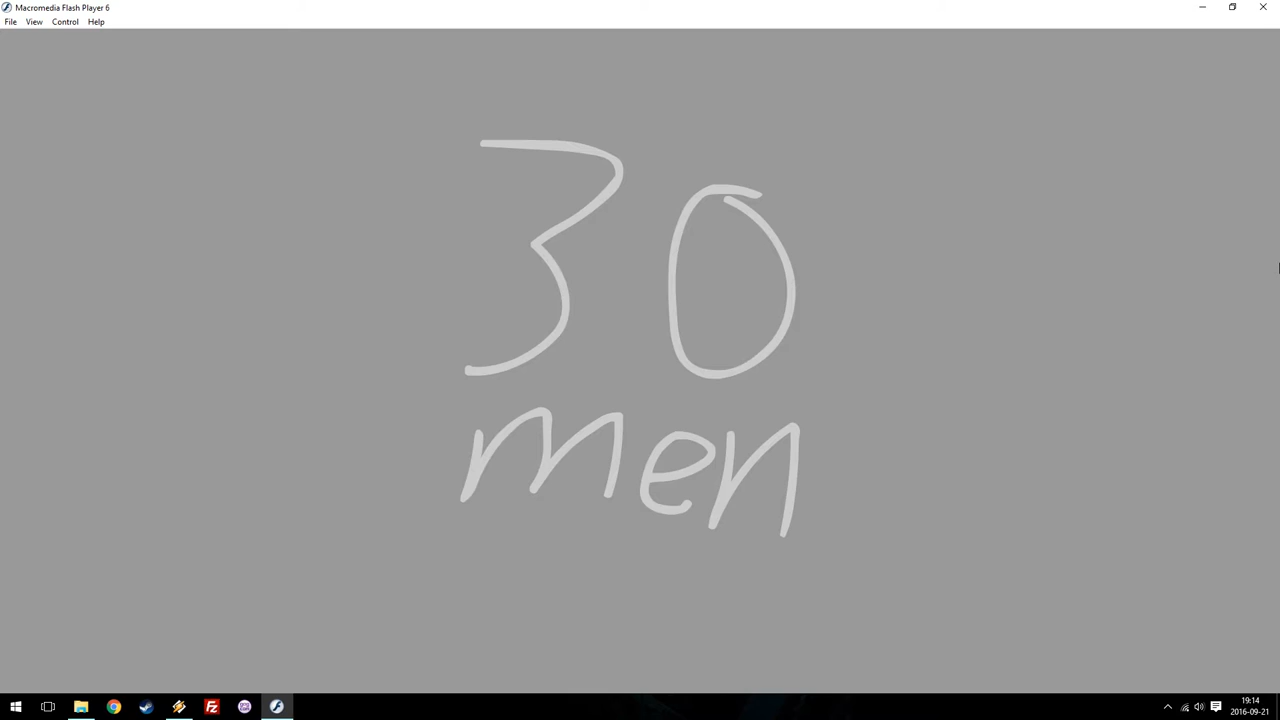 Macromedia Flash Player 6
File View Control Help
30
men
19:14
2016-09-21